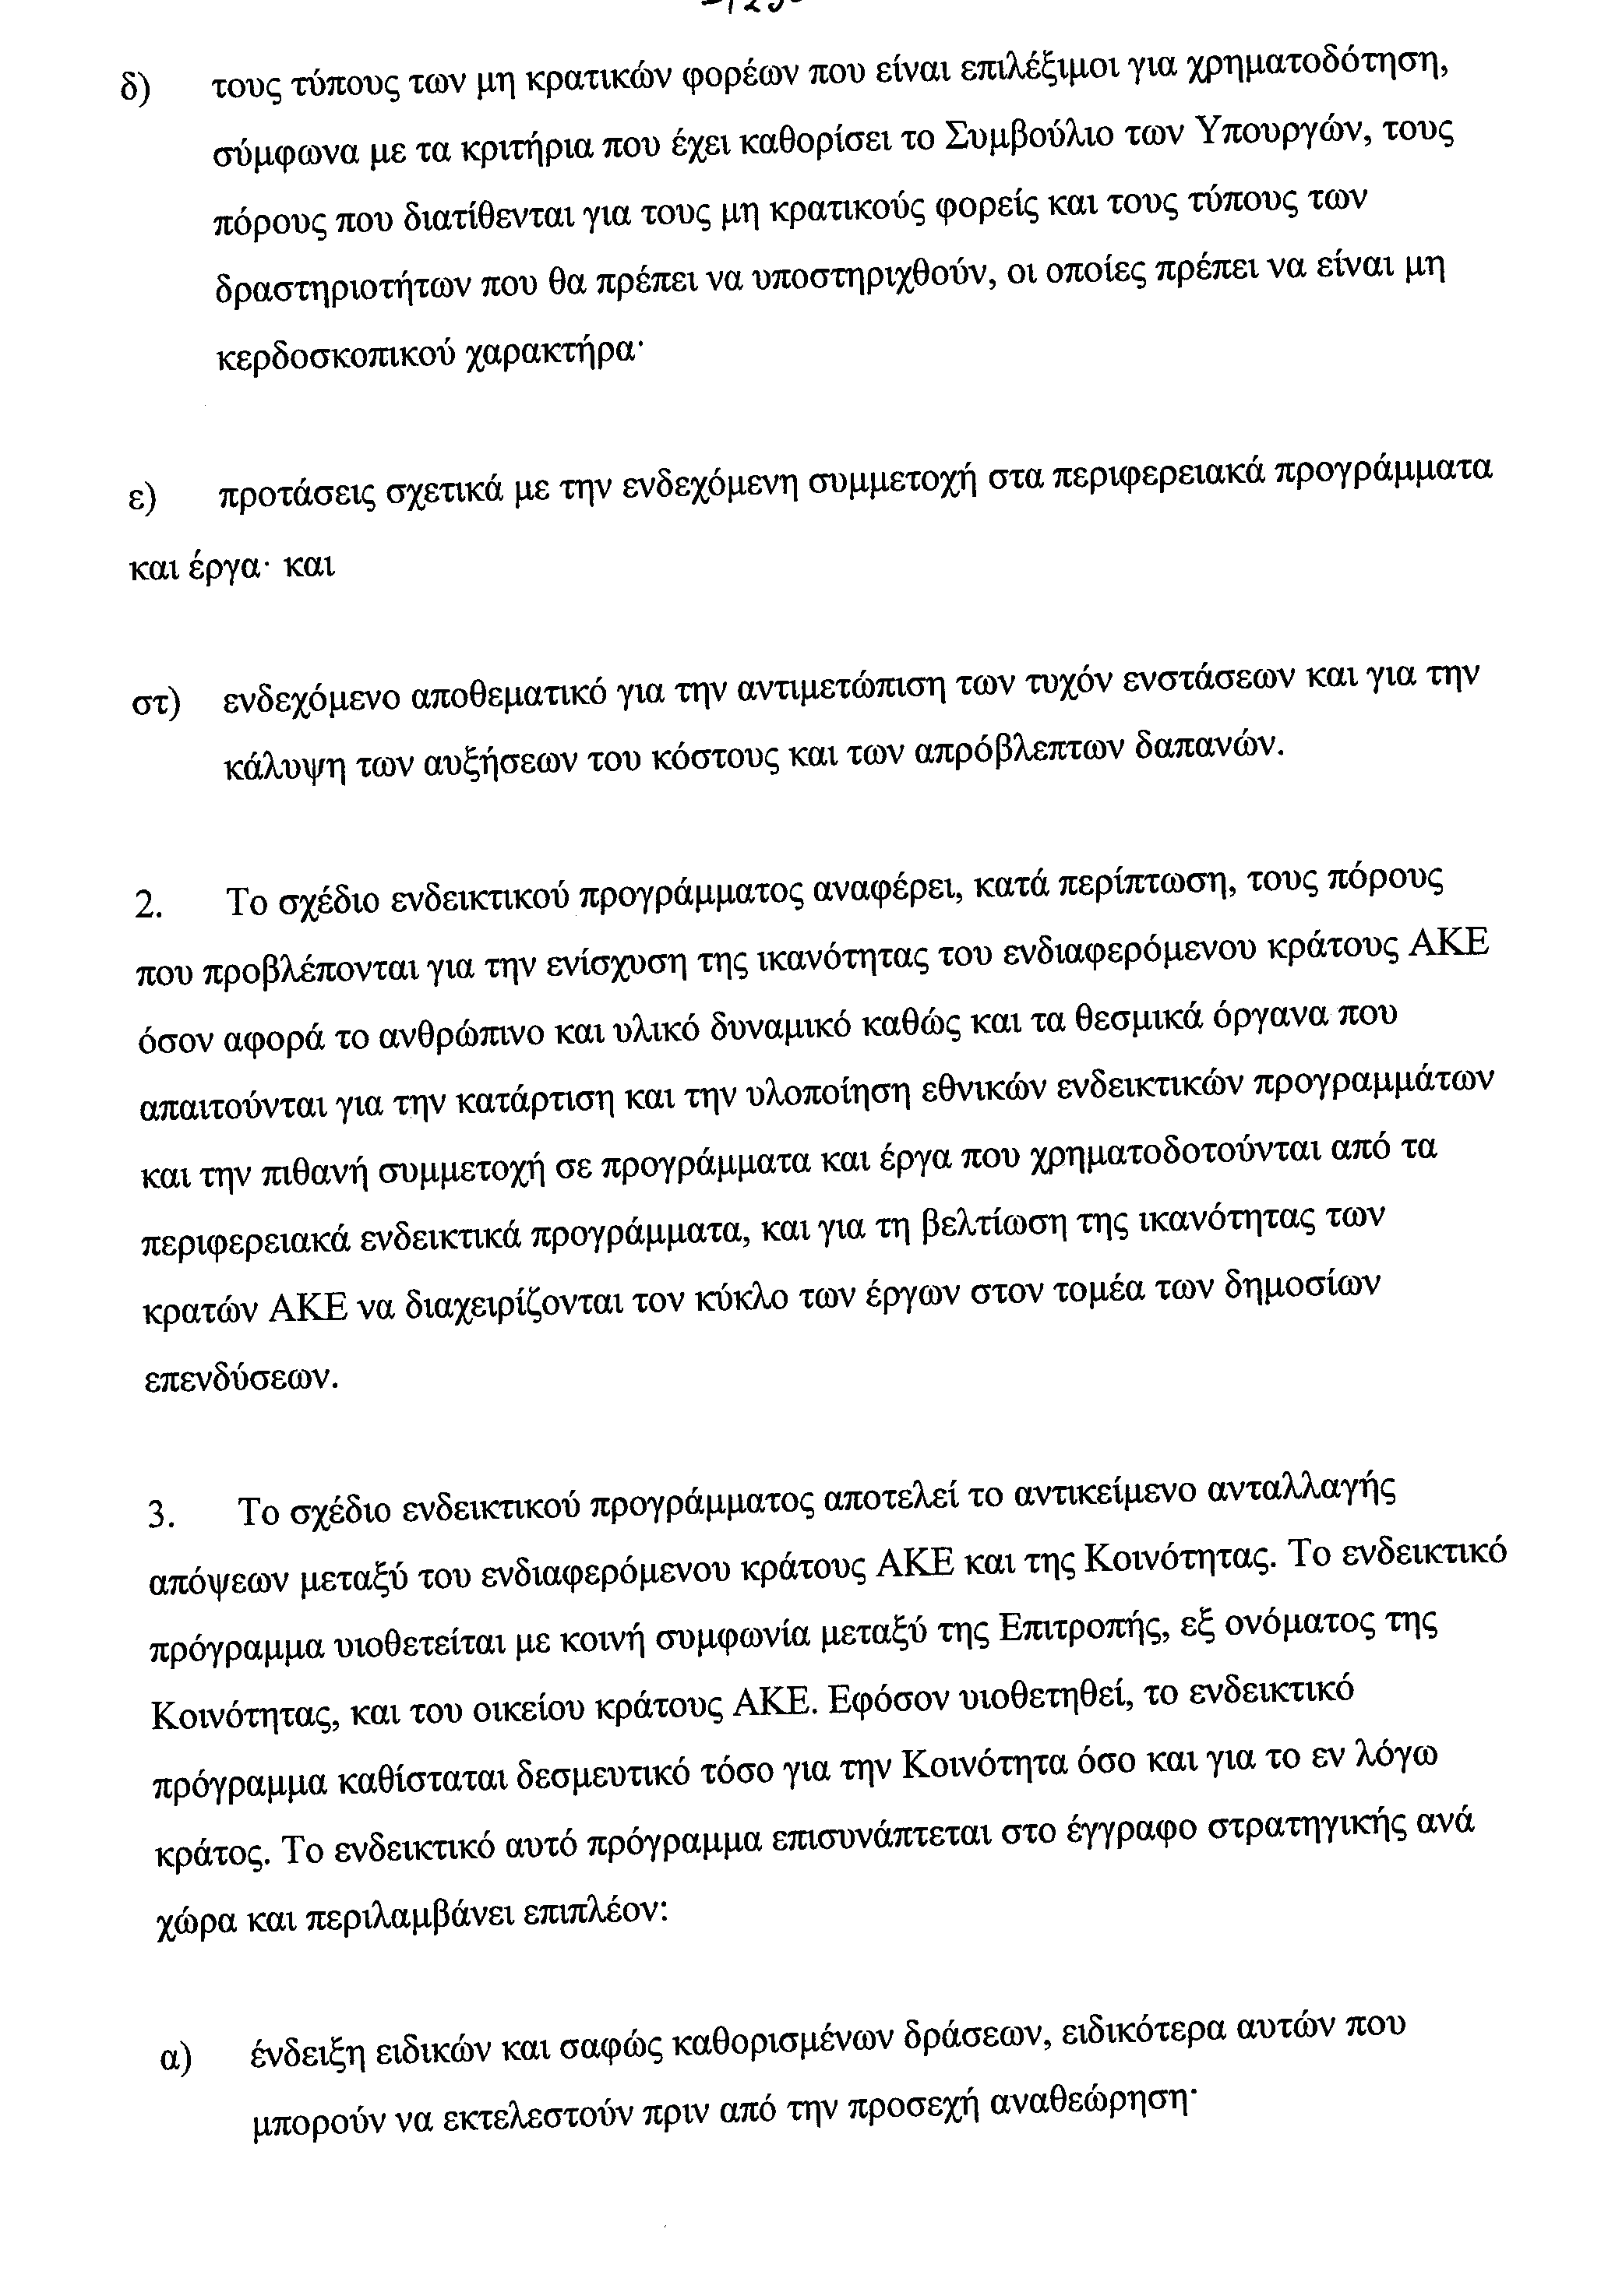 δ) τους τύπους των μη κρατικών φορέων που είναι επιλέξιμοι για χρηματοδότηση,
σύμφωνα με τα κριτήρια που έχει καθορίσει το Συμβούλιο των Υπουργών, τους
πόρους που διατίθενται για τους μη κρατικούς φορείς και τους τύπους των
δραστηριοτήτων που θα πρέπει να υποστηριχθούν, οι οποίες πρέπει να είναι μη
κερδοσκοπικού χαρακτήρα·
ε) προτάσεις σχετικά με την ενδεχόμενη συμμετοχή στα περιφερειακά προγράμματα
και έργα· και
στ) ενδεχόμενο αποθεματικό για την αντιμετώπιση των τυχόν ενστάσεων και για την
κάλυψη των αυξήσεων του κόστους και των απρόβλεπτων δαπανών.
2. Το σχέδιο ενδεικτικού προγράμματος αναφέρει, κατά περίπτωση, τους πόρους
που προβλέπονται για την ενίσχυση της ικανότητας του ενδιαφερόμενου κράτους ΑΚΕ
όσον αφορά το ανθρώπινο και υλικό δυναμικό καθώς και τα θεσμικά όργανα που
απαιτούνται για την κατάρτιση και την υλοποίηση εθνικών ενδεικτικών προγραμμάτων
και την πιθανή συμμετοχή σε προγράμματα και έργα που χρηματοδοτούνται από τα
περιφερειακά ενδεικτικά προγράμματα, και για τη βελτίωση της ικανότητας των
κρατών ΑΚΕ να διαχειρίζονται τον κύκλο των έργων στον τομέα των δημοσίων
επενδύσεων.
3. Το σχέδιο ενδεικτικού προγράμματος αποτελεί το αντικείμενο ανταλλαγής
απόψεων μεταξύ του ενδιαφερόμενου κράτους ΑΚΕ και της Κοινότητας. Το ενδεικτικό
πρόγραμμα υιοθετείται με κοινή συμφωνία μεταξύ της Επιτροπής, εξ ονόματος της
Κοινότητας, και του οικείου κράτους ΑΚΕ. Εφόσον υιοθετηθεί, το ενδεικτικό
πρόγραμμα καθίσταται δεσμευτικό τόσο για την Κοινότητα όσο και για το εν λόγω
κράτος. Το ενδεικτικό αυτό πρόγραμμα επισυνάπτεται στο έγγραφο στρατηγικής ανά
χώρα και περιλαμβάνει επιπλέον:
α) ένδειξη ειδικών και σαφώς καθορισμένων δράσεων, ειδικότερα αυτών που
μπορούν να εκτελεστούν πριν από την προσεχή αναθεώρηση·